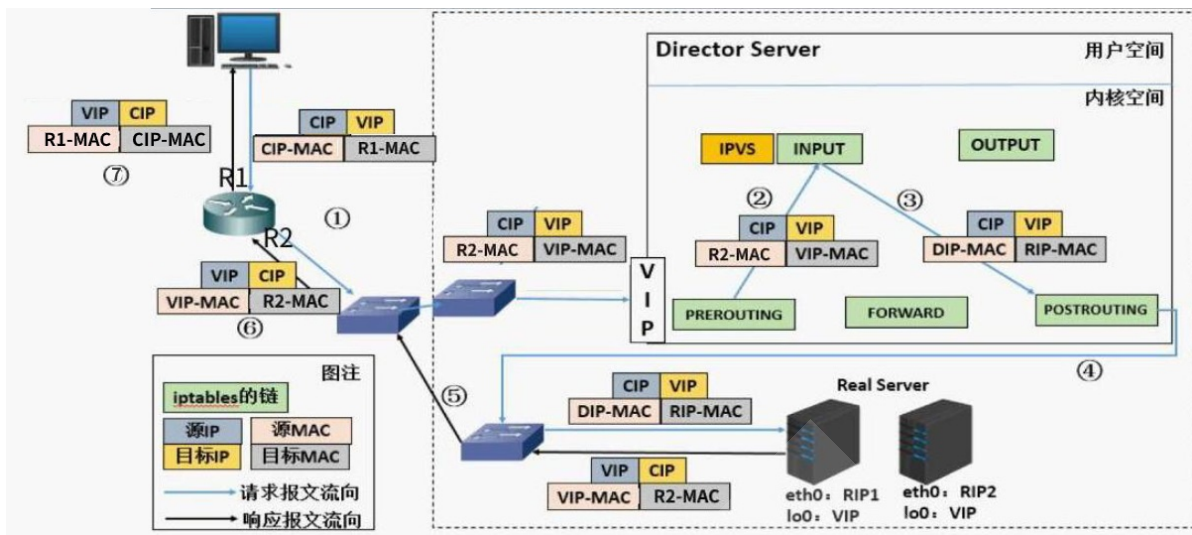 Director Server
用户空间
内核空间
VIP CIP
R1-MAC CIP-MAC
⑦
CIP VIP
CIP-MAC R1-MAC
R1
①
R2
VIP CIP
VIP-MAC R2-MAC
⑥
CIP VIP
R2-MAC VIP-MAC
VIP
IPVS INPUT
OUTPUT
②
CIP VIP
R2-MAC VIP-MAC
③
CIP VIP
DIP-MAC RIP-MAC
PREROUTING
FORWARD
POSTROUTING
④
⑤
CIP VIP
DIP-MAC RIP-MAC
VIP CIP
VIP-MAC R2-MAC
Real Server
eth0：RIP1
lo0：VIP
eth0：RIP2
lo0：VIP
图注
iptables的链
源IP 源MAC
目标IP 目标MAC
请求报文流向
响应报文流向